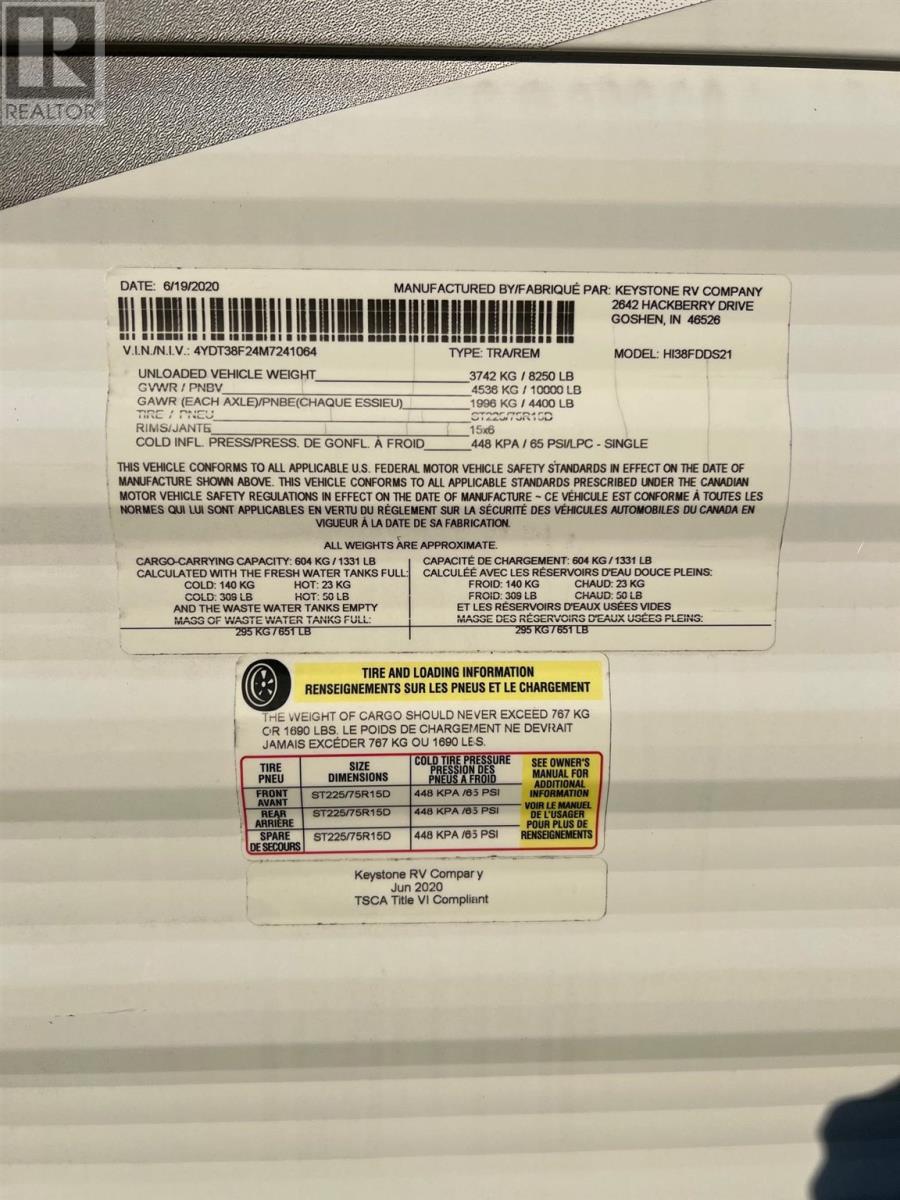 REALTOR®
DATE: 6/19/2020
MANUFACTURED BY/FABRIQUÉ PAR: KEYSTONE RV COMPANY
2642 HACKBERRY DRIVE
GOSHEN, IN 46526
V.I.N./N.I.V.: 4YDT38F24M7241064 TYPE: TRA/REM MODEL: HI38FDDS21
UNLOADED VEHICLE WEIGHT 3742 KG / 8250 LB
GVWR / PNBV 4536 KG / 10000 LB
GAWR (EACH AXLE)/PNBE(CHAQUE ESSIEU) 1996 KG / 4400 LB
TIRE / PNEU ST225/75R15D
RIMS/JANTE 15x6
COLD INFL. PRESS/PRESS. DE GONFL. À FROID 448 KPA / 65 PSI/LPC - SINGLE
THIS VEHICLE CONFORMS TO ALL APPLICABLE U.S. FEDERAL MOTOR VEHICLE SAFETY STANDARDS IN EFFECT ON THE DATE OF
MANUFACTURE SHOWN ABOVE. THIS VEHICLE CONFORMS TO ALL APPLICABLE STANDARDS PRESCRIBED UNDER THE CANADIAN
MOTOR VEHICLE SAFETY REGULATIONS IN EFFECT ON THE DATE OF MANUFACTURE ~ CE VÉHICULE EST CONFORME À TOUTES LES
NORMES QUI LUI SONT APPLICABLES EN VERTU DU RÈGLEMENT SUR LA SÉCURITÉ DES VÉHICULES AUTOMOBILES DU CANADA EN
VIGUEUR À LA DATE DE SA FABRICATION.
ALL WEIGHTS ARE APPROXIMATE.
CARGO-CARRYING CAPACITY: 604 KG / 1331 LB
CALCULATED WITH THE FRESH WATER TANKS FULL:
COLD: 140 KG HOT: 23 KG
COLD: 309 LB HOT: 50 LB
AND THE WASTE WATER TANKS EMPTY
MASS OF WASTE WATER TANKS FULL:
295 KG / 651 LB
CAPACITÉ DE CHARGEMENT: 604 KG / 1331 LB
CALCULÉE AVEC LES RÉSERVOIRS D'EAU DOUCE PLEINS:
FROID: 140 KG CHAUD: 23 KG
FROID: 309 LB CHAUD: 50 LB
ET LES RÉSERVOIRS D'EAUX USÉES VIDES
MASSE DES RÉSERVOIRS D'EAUX USÉES PLEINS:
295 KG / 651 LB
TIRE AND LOADING INFORMATION
RENSEIGNEMENTS SUR LES PNEUS ET LE CHARGEMENT
THE WEIGHT OF CARGO SHOULD NEVER EXCEED 767 KG
OR 1690 LBS. LE POIDS DE CHARGEMENT NE DEVRAIT
JAMAIS EXCÉDER 767 KG OU 1690 LBS.
TIRE
PNEU
SIZE
DIMENSIONS
COLD TIRE PRESSURE
PRESSION DES
PNEUS A FROID
FRONT
AVANT
ST225/75R15D
448 KPA /65 PSI
REAR
ARRIÈRE
ST225/75R15D
448 KPA /65 PSI
SPARE
DE SECOURS
ST225/75R15D
448 KPA /65 PSI
SEE OWNER'S
MANUAL FOR
ADDITIONAL
INFORMATION
VOIR LE MANUEL
DE L'USAGER
POUR PLUS DE
RENSEIGNEMENTS
Keystone RV Company
Jun 2020
TSCA Title VI Compliant